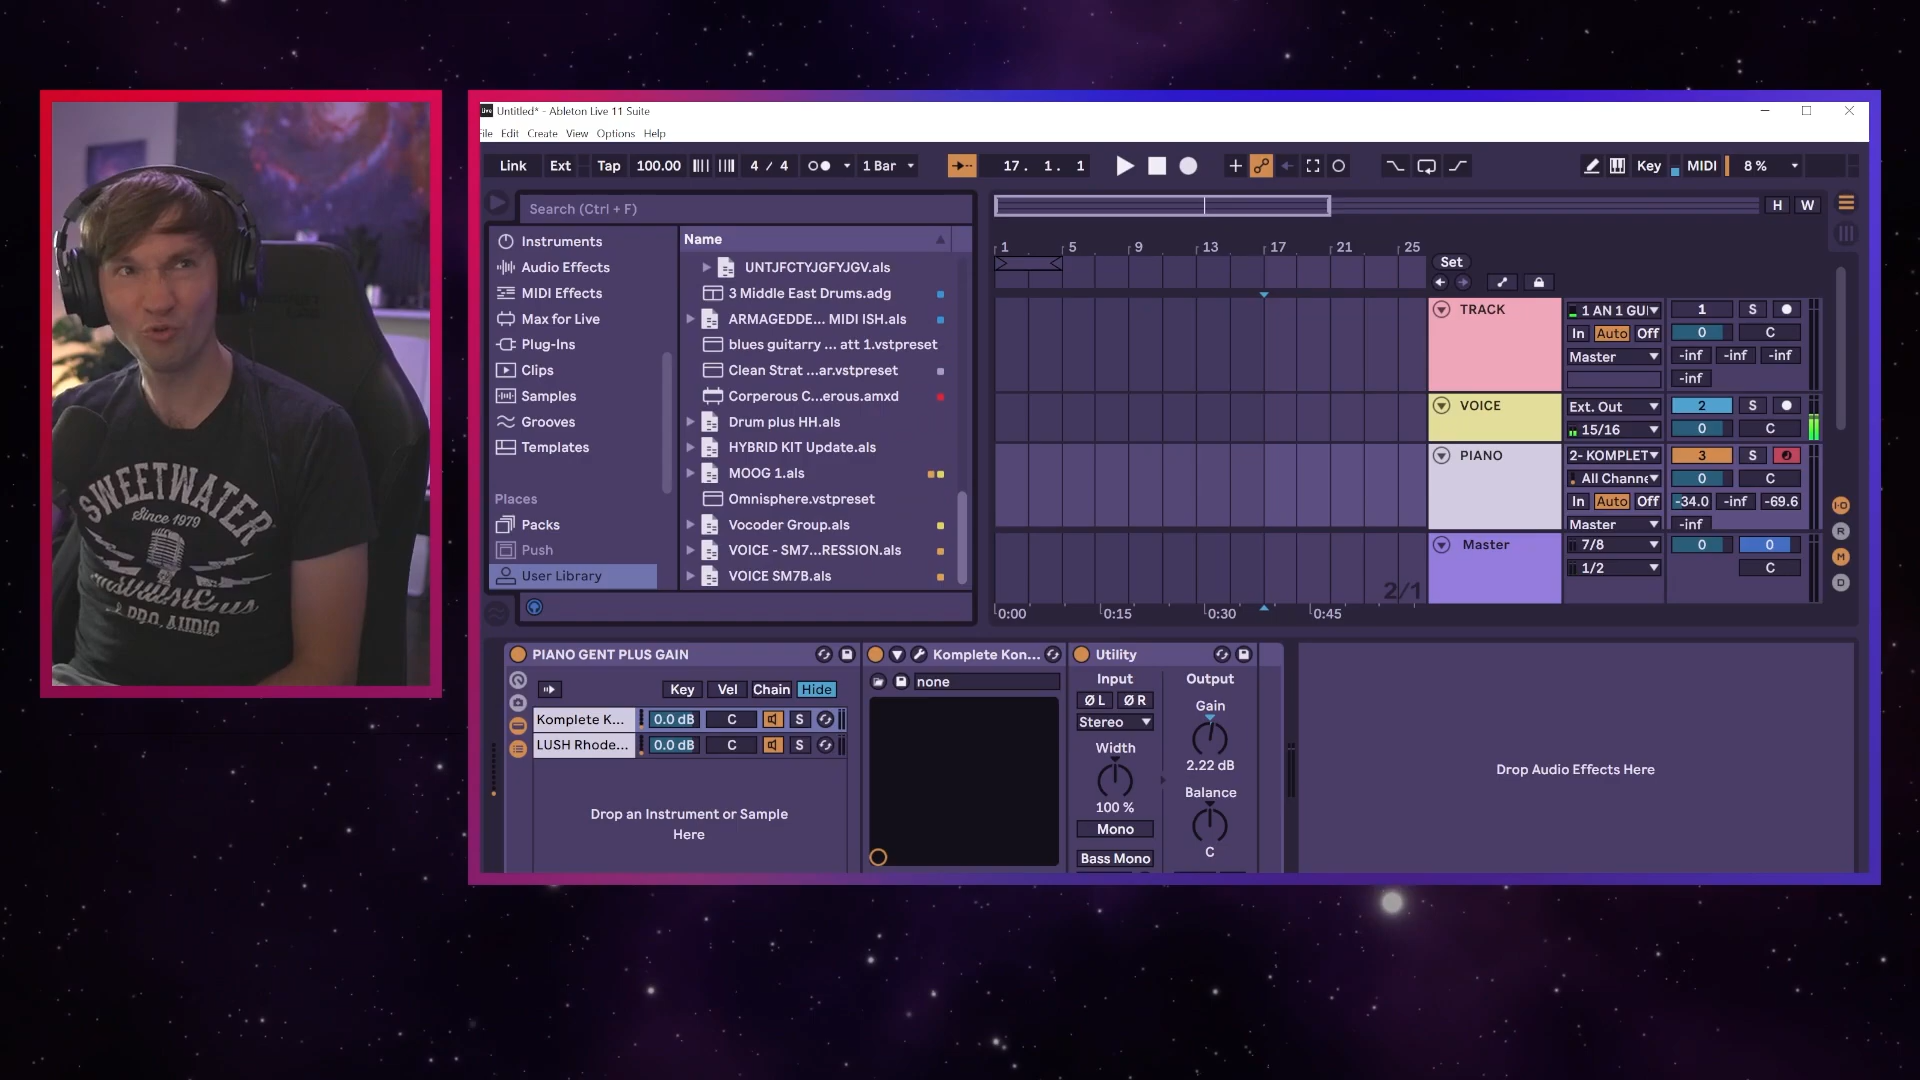 Untitled* - Ableton Live 11 Suite
File Edit Create View Options Help
Link Ext Tap 100.00 4 / 4 1 Bar 17. 1. 1 Key MIDI 8 %
Search (Ctrl + F)
H W
Instruments
Audio Effects
MIDI Effects
Max for Live
Plug-Ins
Clips
Samples
Grooves
Templates
Places
Packs
Push
User Library
Name
UNTJFCTYJGFYJGV.als
3 Middle East Drums.adg
ARMAGEDDE... MIDI ISH.als
blues guitarry ... att 1.vstpreset
Clean Strat ...ar.vstpreset
Corperous C...erous.amxd
Drum plus HH.als
HYBRID KIT Update.als
MOOG 1.als
Omnisphere.vstpreset
Vocoder Group.als
VOICE - SM7...RESSION.als
VOICE SM7B.als
1 5 9 13 17 21 25
Set
TRACK 1 AN 1 GUI 1 S
In Auto Off 0 C
Master -inf -inf -inf
-inf
VOICE Ext. Out 2 S
15/16 0 C
PIANO 2- KOMPLET 3 S
All Channe 0 C
In Auto Off -34.0 -inf -69.6
Master -inf
Master 7/8 0 0
1/2 C
2/1
0:00 0:15 0:30 0:45
I·O
R
M
D
PIANO GENT PLUS GAIN
Key Vel Chain Hide
Komplete K... 0.0 dB C S
LUSH Rhode... 0.0 dB C S
Drop an Instrument or Sample
Here
Komplete Kon...
none
Utility
Input Output
Ø L Ø R Gain
Stereo
Width 2.22 dB
Balance
100 %
Mono
C
Bass Mono
Drop Audio Effects Here
SWEETWATER
Since 1979
& PRO. AUDIO